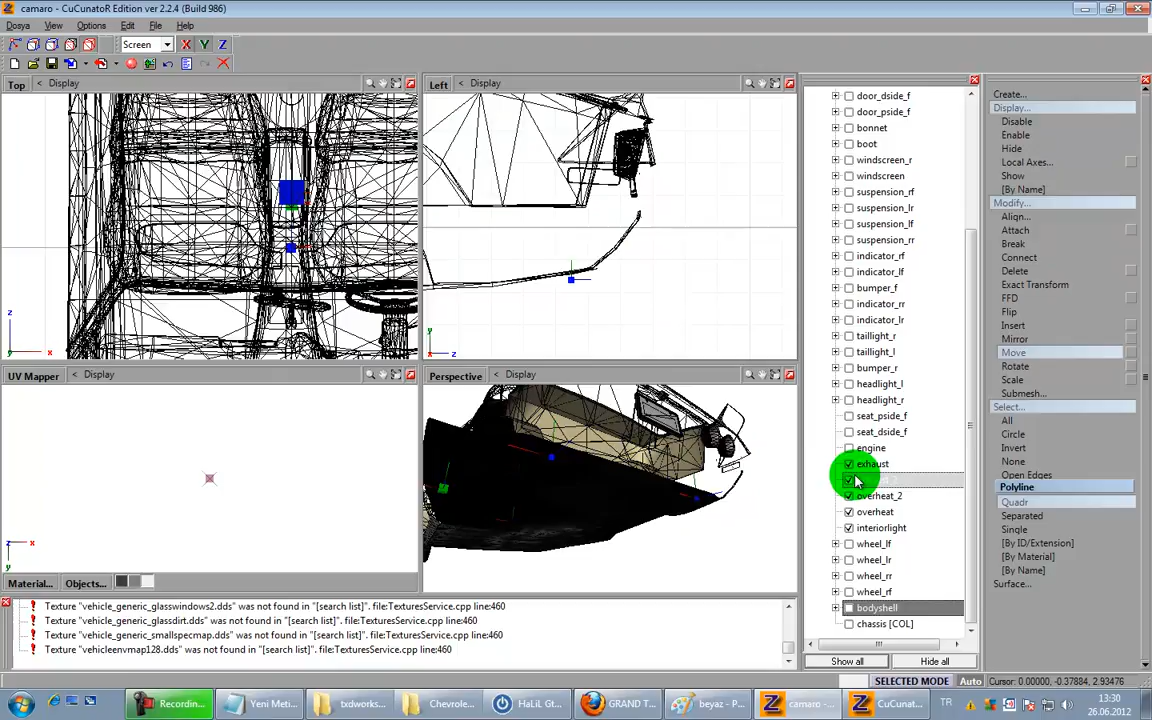 camaro - CuCunatoR Edition ver 2.2.4 (Build 986)
Dosya View Options Edit File Help
Screen X Y Z
Top < Display
Left < Display
z
x
y
y
x z
UV Mapper < Display
Perspective < Display
z x
y
Material... Objects...
Texture "vehicle_generic_glasswindows2.dds" was not found in "[search list]". file:TexturesService.cpp line:460
Texture "vehicle_generic_glassdirt.dds" was not found in "[search list]". file:TexturesService.cpp line:460
Texture "vehicle_generic_smallspecmap.dds" was not found in "[search list]". file:TexturesService.cpp line:460
Texture "vehicleenvmap128.dds" was not found in "[search list]". file:TexturesService.cpp line:460
door_dside_f
door_pside_f
bonnet
boot
windscreen_r
windscreen
suspension_rf
suspension_lr
suspension_lf
suspension_rr
indicator_rf
indicator_lf
bumper_f
indicator_rr
indicator_lr
taillight_r
taillight_l
bumper_r
headlight_l
headlight_r
seat_pside_f
seat_dside_f
engine
exhaust
overheat_2
overheat
interiorlight
wheel_lf
wheel_lr
wheel_rr
wheel_rf
bodyshell
chassis [COL]
Show all Hide all
Create...
Display...
Disable
Enable
Hide
Local Axes...
Show
[By Name]
Modify...
Align...
Attach
Break
Connect
Delete
Exact Transform
FFD
Flip
Insert
Mirror
Move
Rotate
Scale
Submesh...
Select...
All
Circle
Invert
None
Open Edges
Polyline
Quadr
Separated
Single
[By ID/Extension]
[By Material]
[By Name]
Surface...
SELECTED MODE Auto Cursor: 0.00000, -0.37884, 2.93476
Recordin... Yeni Meti... txdworks... Chevrole... HaLiL Gt... GRAND T... beyaz - P... camaro -... CuCunat... TR 13:30
26.06.2012